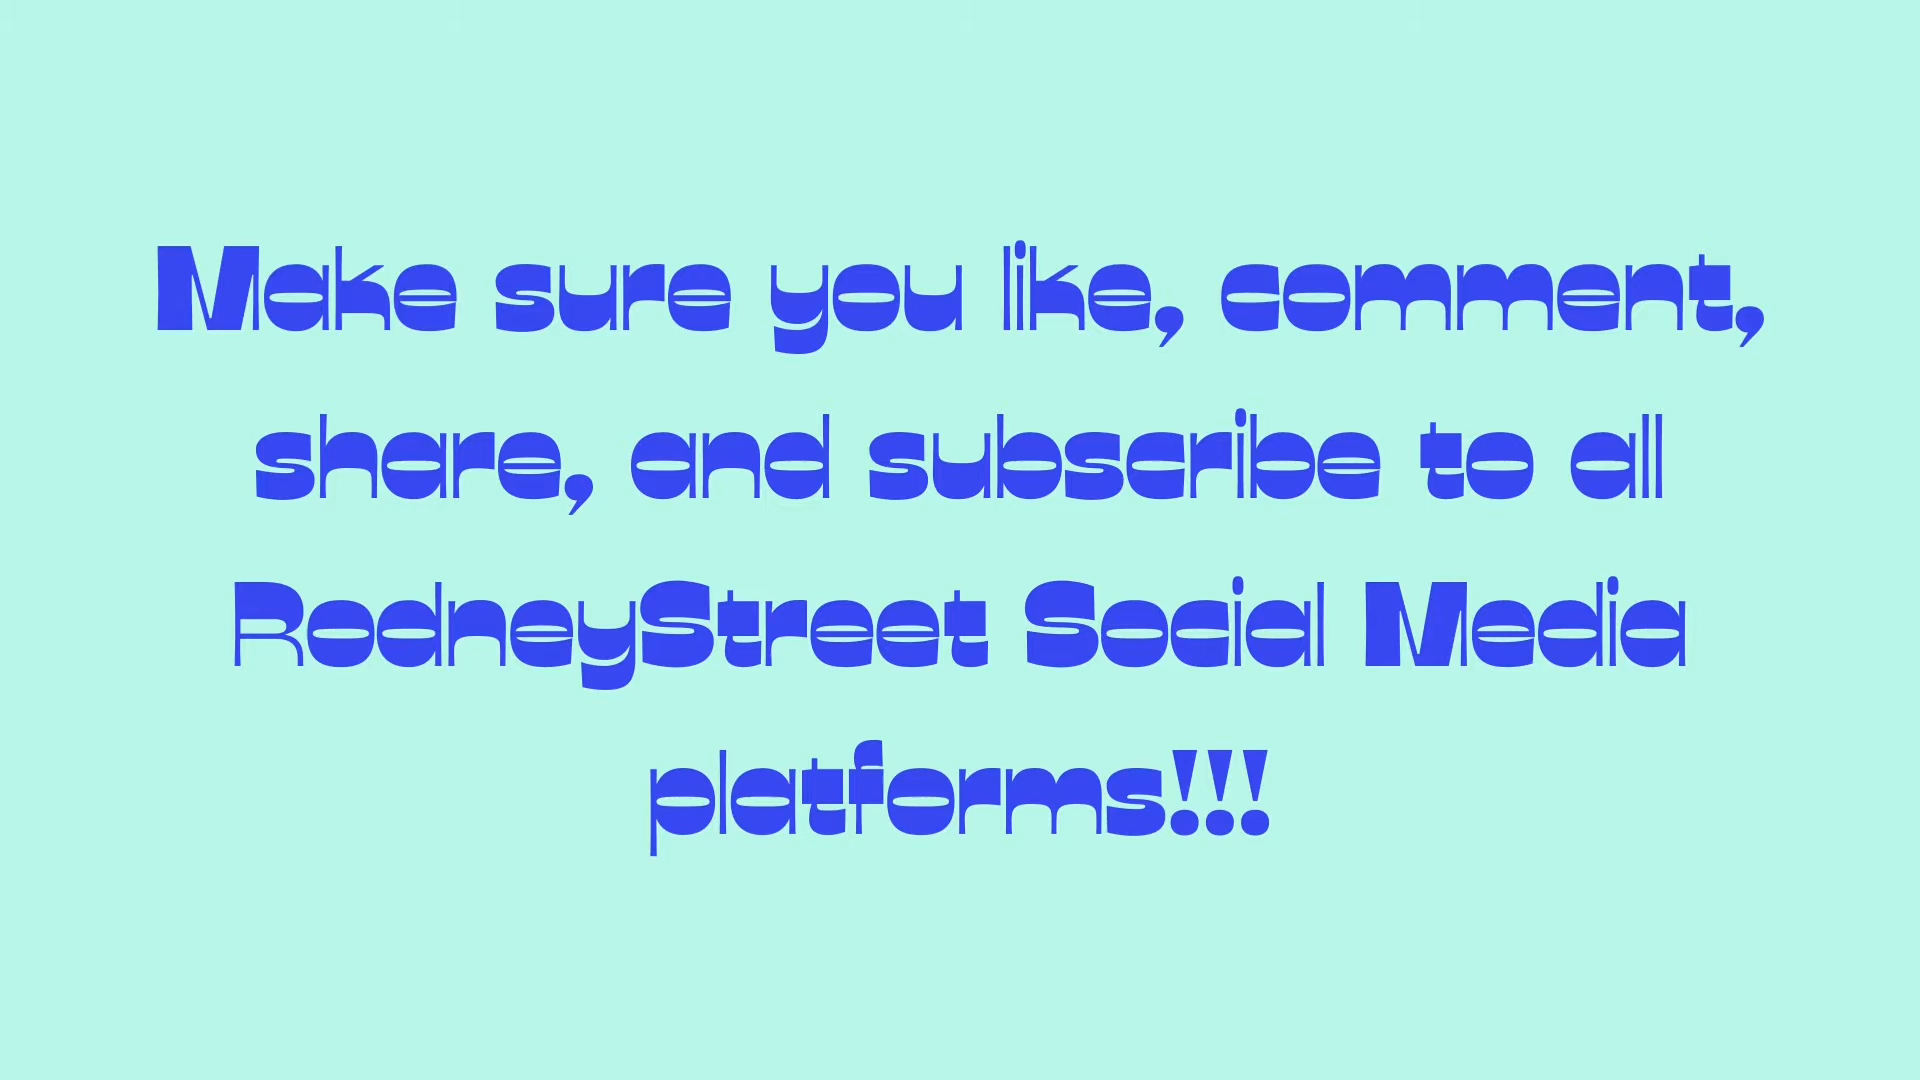 Make sure you like, comment,
share, and subscribe to all
RodneyStreet Social Media
platforms!!!